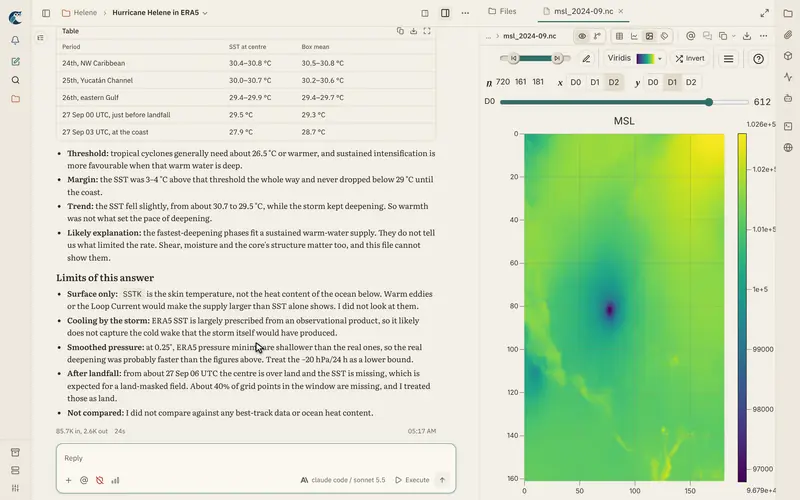 Helene
Hurricane Helene in ERA5
Table
Period SST at centre Box mean
24th, NW Caribbean 30.4–30.8 °C 30.5–30.8 °C
25th, Yucatán Channel 30.0–30.7 °C 30.2–30.6 °C
26th, eastern Gulf 29.4–29.9 °C 29.4–29.7 °C
27 Sep 00 UTC, just before landfall 29.5 °C 29.3 °C
27 Sep 03 UTC, at the coast 27.9 °C 28.7 °C
• Threshold: tropical cyclones generally need about 26.5 °C or warmer, and sustained intensification is
more favourable when that warm water is deep.
• Margin: the SST was 3–4 °C above that threshold the whole way and never dropped below 29 °C until
the coast.
• Trend: the SST fell slightly, from about 30.7 to 29.5 °C, while the storm kept deepening. So warmth
was not what set the pace of deepening.
• Likely explanation: the fastest-deepening phases fit a sustained warm-water supply. They do not tell
us what limited the rate. Shear, moisture and the core's structure matter too, and this file cannot
show them.
Limits of this answer
• Surface only: SSTK is the skin temperature, not the heat content of the ocean below. Warm eddies
or the Loop Current would make the supply larger than SST alone shows. I did not look at them.
• Cooling by the storm: ERA5 SST is largely prescribed from an observational product, so it likely
does not capture the cold wake that the storm itself would have produced.
• Smoothed pressure: at 0.25°, ERA5 pressure minima are shallower than the real ones, so the real
deepening was probably faster than the figures above. Treat the −20 hPa/24 h as a lower bound.
• After landfall: from about 27 Sep 06 UTC the centre is over land and the SST is missing, which is
expected for a land-masked field. About 40% of grid points in the window are missing, and I treated
those as land.
• Not compared: I did not compare against any best-track data or ocean heat content.
85.7K in, 2.6K out 24s 05:17 AM
Reply
claude code / sonnet 5.5 Execute
Files msl_2024-09.nc
... > msl_2024-09.nc
Viridis Invert
n 720 161 181 x D0 D1 D2 y D0 D1 D2
D0 612
MSL
1.026e+5
1.02e+5
1.01e+5
1e+5
99000
98000
97000
9.679e+4
0
20
40
60
80
100
120
140
160
0 50 100 150